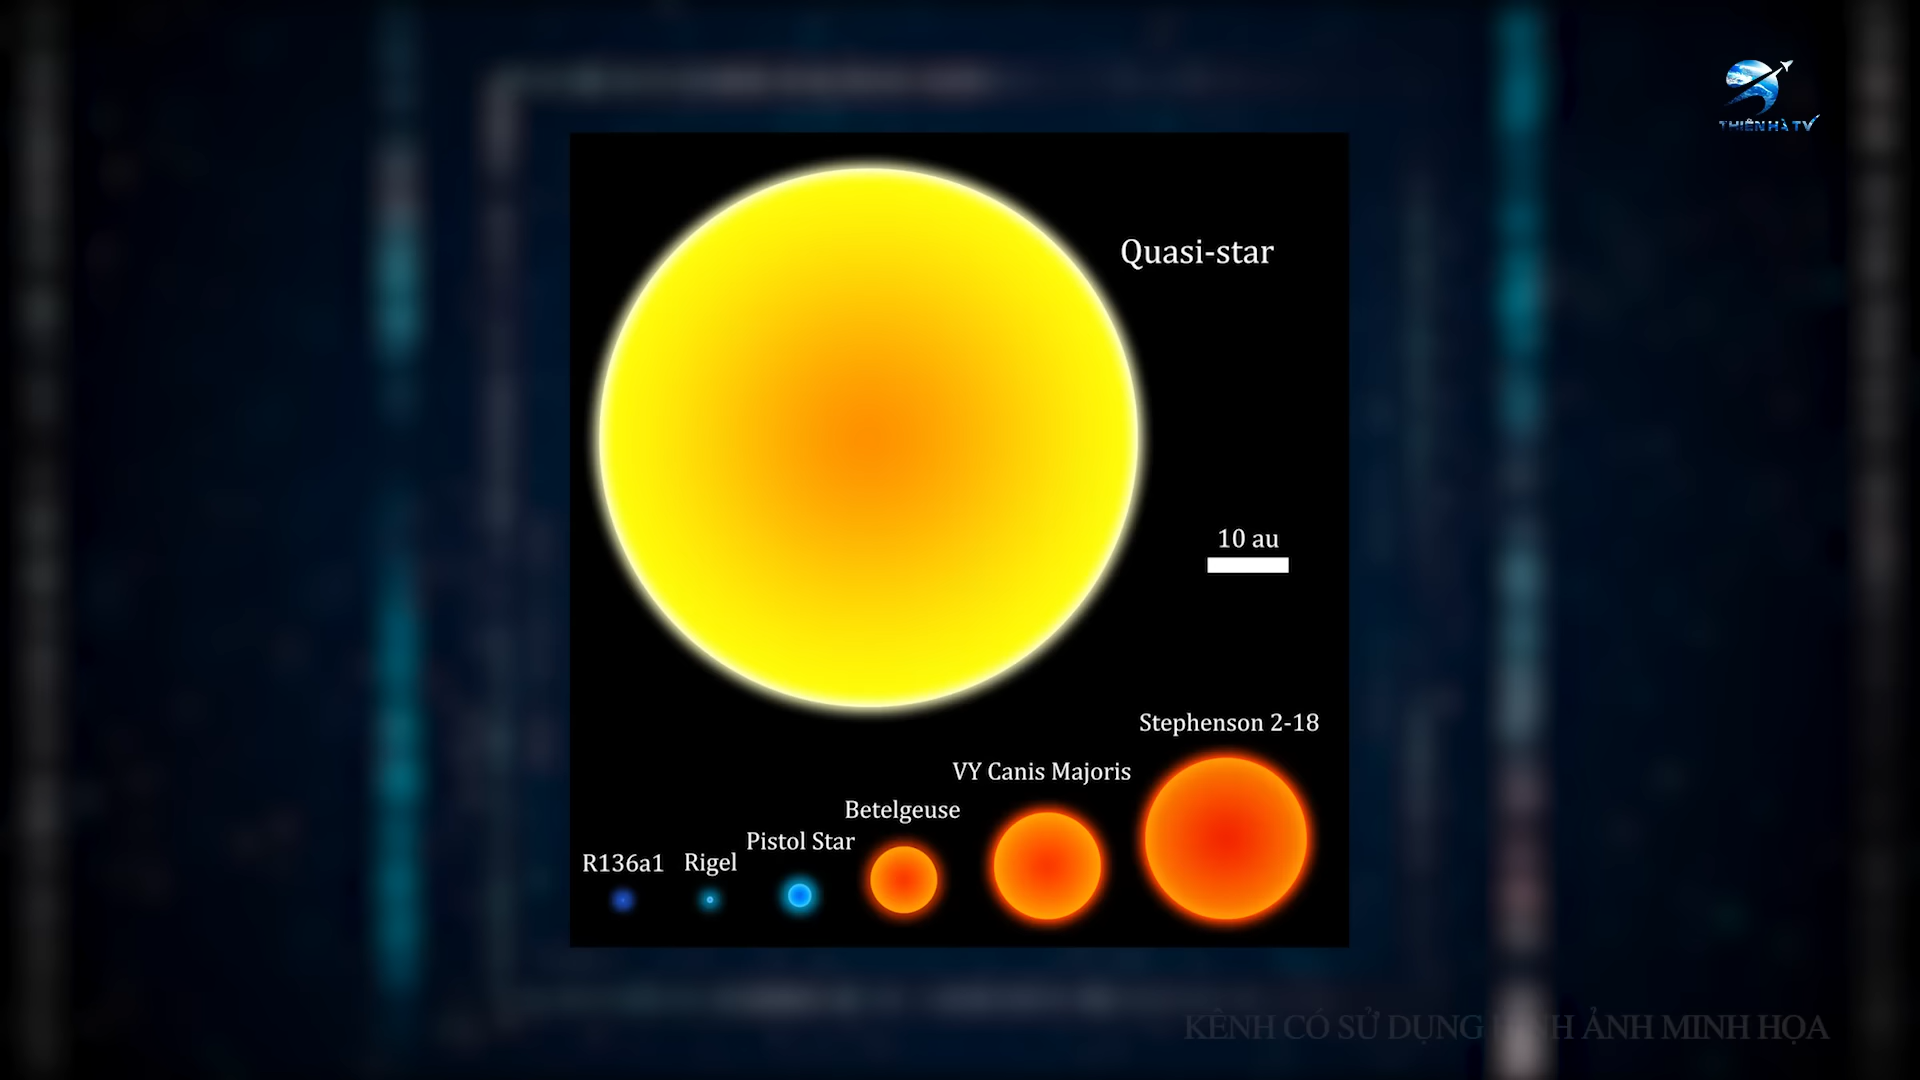 THIÊN HÀ TV
Quasi-star
10 au
Stephenson 2-18
VY Canis Majoris
Betelgeuse
Pistol Star
R136a1
Rigel
KÊNH CÓ SỬ DỤNG HÌNH ẢNH MINH HỌA